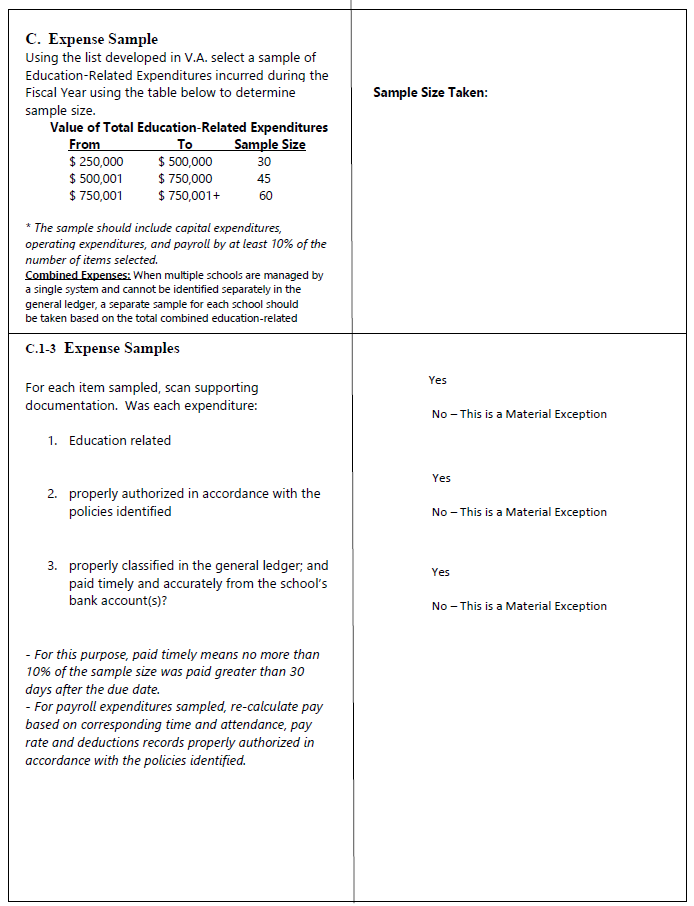 C. Expense Sample
Using the list developed in V.A. select a sample of
Education-Related Expenditures incurred during the
Fiscal Year using the table below to determine
sample size.
Value of Total Education-Related Expenditures
From To Sample Size
$ 250,000 $ 500,000 30
$ 500,001 $ 750,000 45
$ 750,001 $ 750,001+ 60
* The sample should include capital expenditures,
operating expenditures, and payroll by at least 10% of the
number of items selected.
Combined Expenses: When multiple schools are managed by
a single system and cannot be identified separately in the
general ledger, a separate sample for each school should
be taken based on the total combined education-related
Sample Size Taken:
C.1-3 Expense Samples
For each item sampled, scan supporting
documentation. Was each expenditure:
1. Education related
2. properly authorized in accordance with the
policies identified
3. properly classified in the general ledger; and
paid timely and accurately from the school's
bank account(s)?
- For this purpose, paid timely means no more than
10% of the sample size was paid greater than 30
days after the due date.
- For payroll expenditures sampled, re-calculate pay
based on corresponding time and attendance, pay
rate and deductions records properly authorized in
accordance with the policies identified.
Yes
No – This is a Material Exception
Yes
No – This is a Material Exception
Yes
No – This is a Material Exception